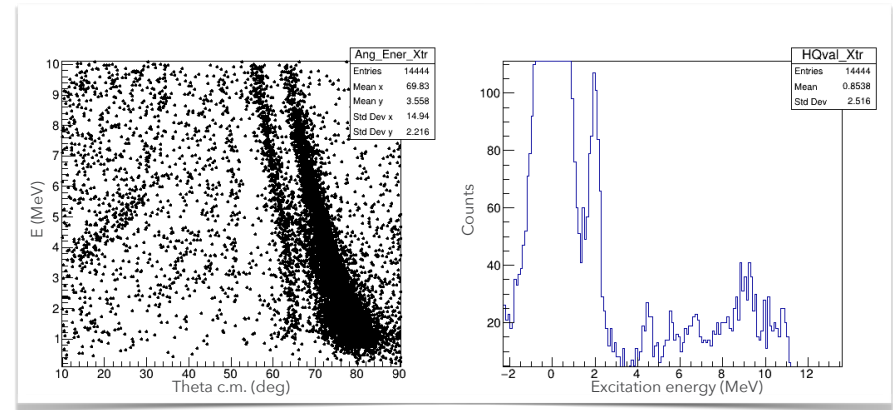 Ang_Ener_Xtr
Entries 14444
Mean x 69.83
Mean y 3.558
Std Dev x 14.94
Std Dev y 2.216
E (MeV)
10
9
8
7
6
5
4
3
2
1
10 20 30 40 50 60 70 80 90
Theta c.m. (deg)
HQval_Xtr
Entries 14444
Mean 0.8538
Std Dev 2.516
Counts
100
80
60
40
20
−2 0 2 4 6 8 10 12
Excitation energy (MeV)